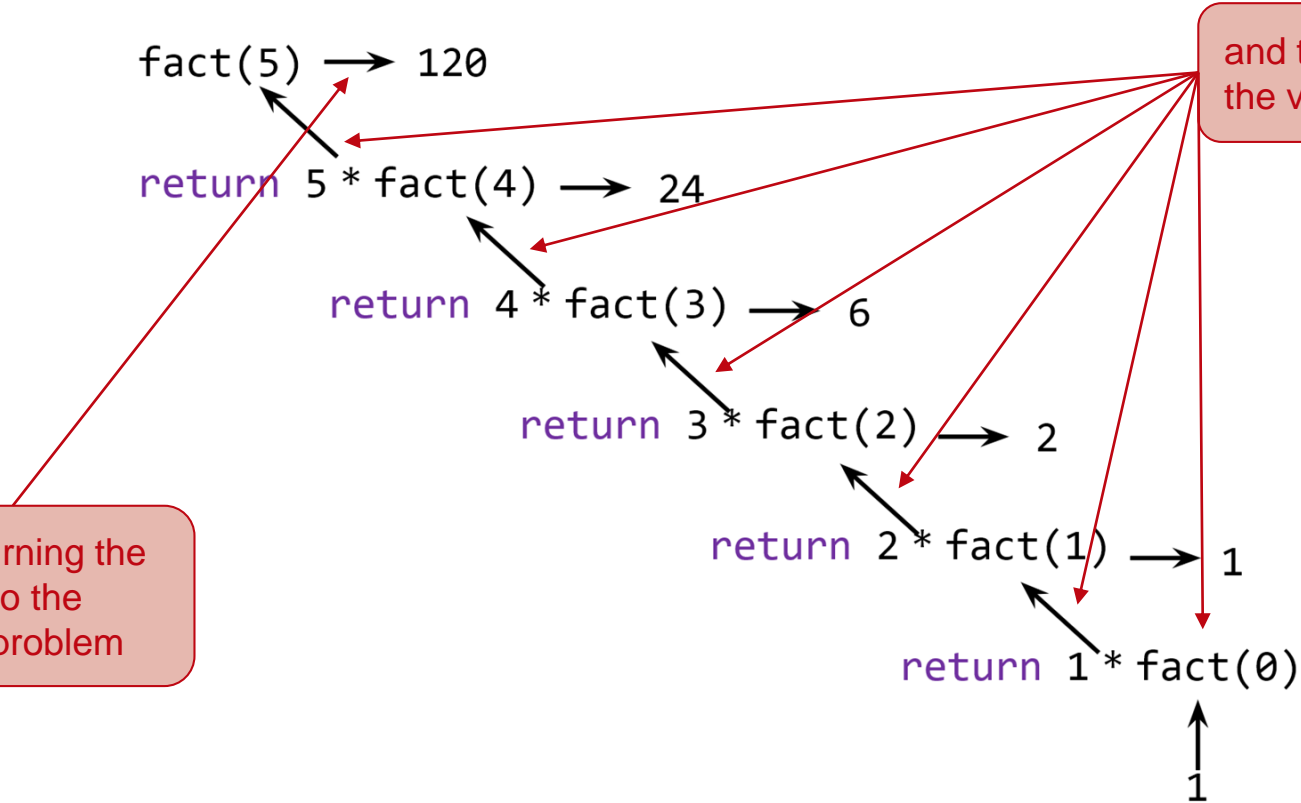 fact(5) 120
and
the
return 5 * fact(4) 24
return 4 * fact(3) 6
return 3 * fact(2) 2
return 2 * fact(1) 1
the
the
problem
return 1 * fact(0)
1